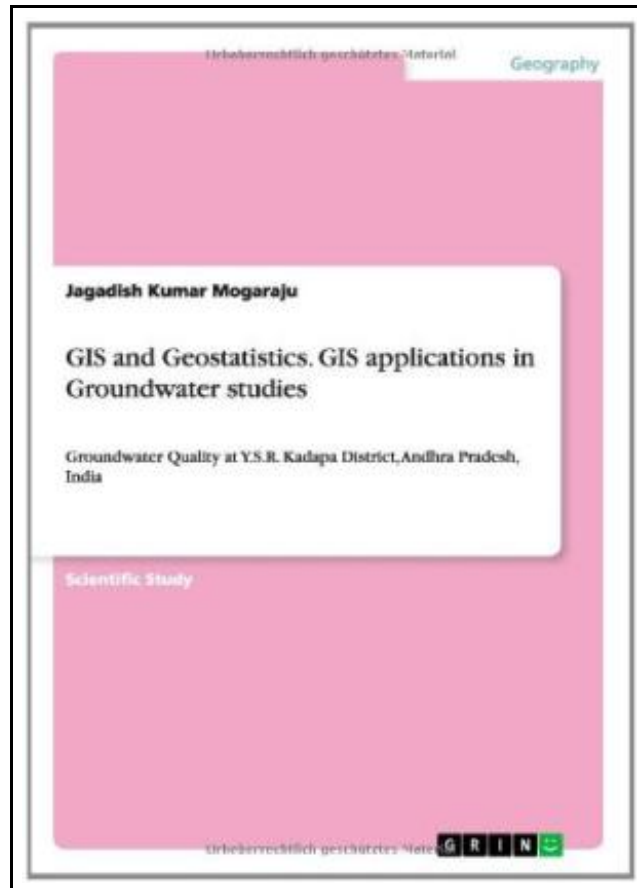 Urheberrechtlich geschütztes Material
Geography
Jagadish Kumar Mogaraju
GIS and Geostatistics. GIS applications in
Groundwater studies
Groundwater Quality at Y.S.R. Kadapa District, Andhra Pradesh,
India
Scientific Study
Urheberrechtlich geschütztes Mate
GRIN